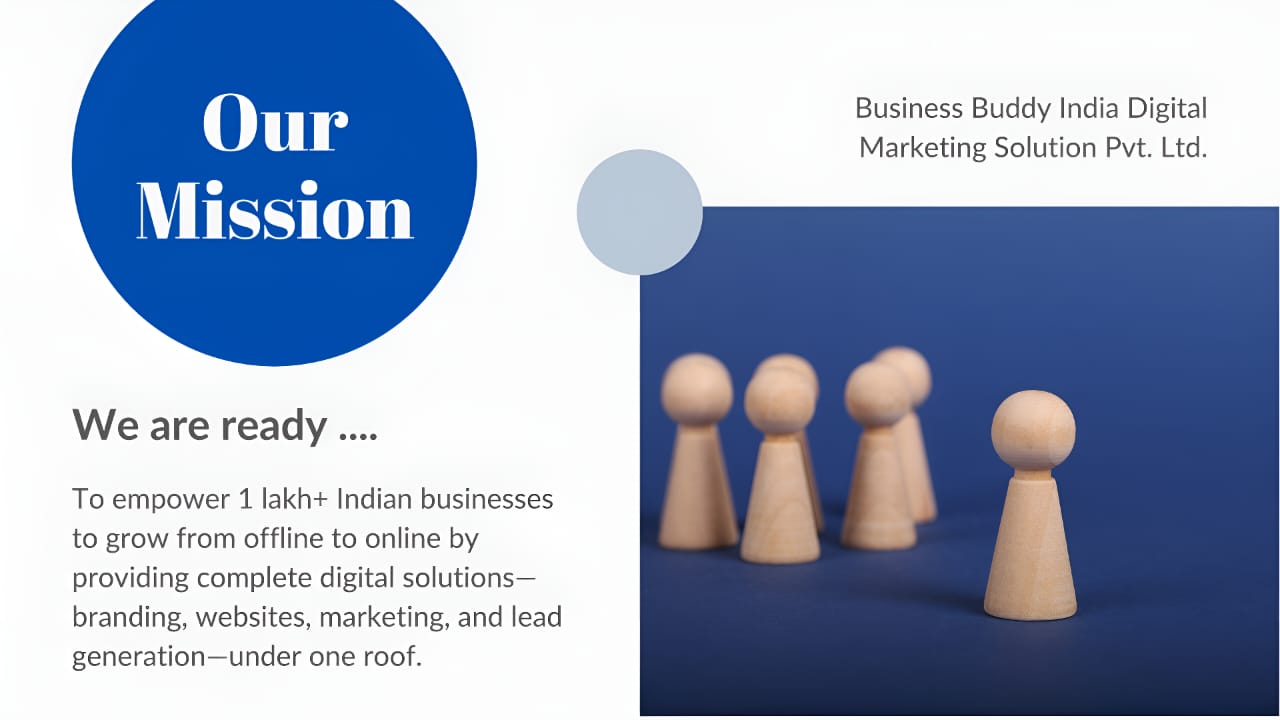 Our
Mission
Business Buddy India Digital
Marketing Solution Pvt. Ltd.
We are ready ....
To empower 1 lakh+ Indian businesses
to grow from offline to online by
providing complete digital solutions—
branding, websites, marketing, and lead
generation—under one roof.